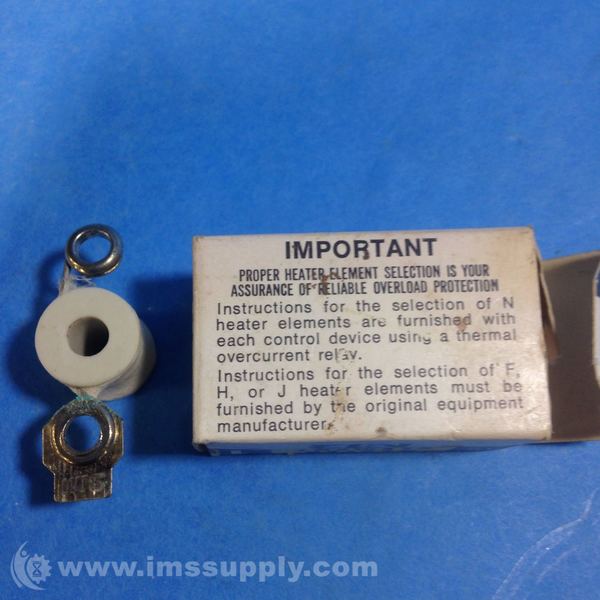 IMPORTANT
PROPER HEATER ELEMENT SELECTION IS YOUR
ASSURANCE OF RELIABLE OVERLOAD PROTECTION
Instructions for the selection of N
heater elements are furnished with
each control device using a thermal
overcurrent relay.
Instructions for the selection of F,
H, or J heater elements must be
furnished by the original equipment
manufacturer.
www.imssupply.com